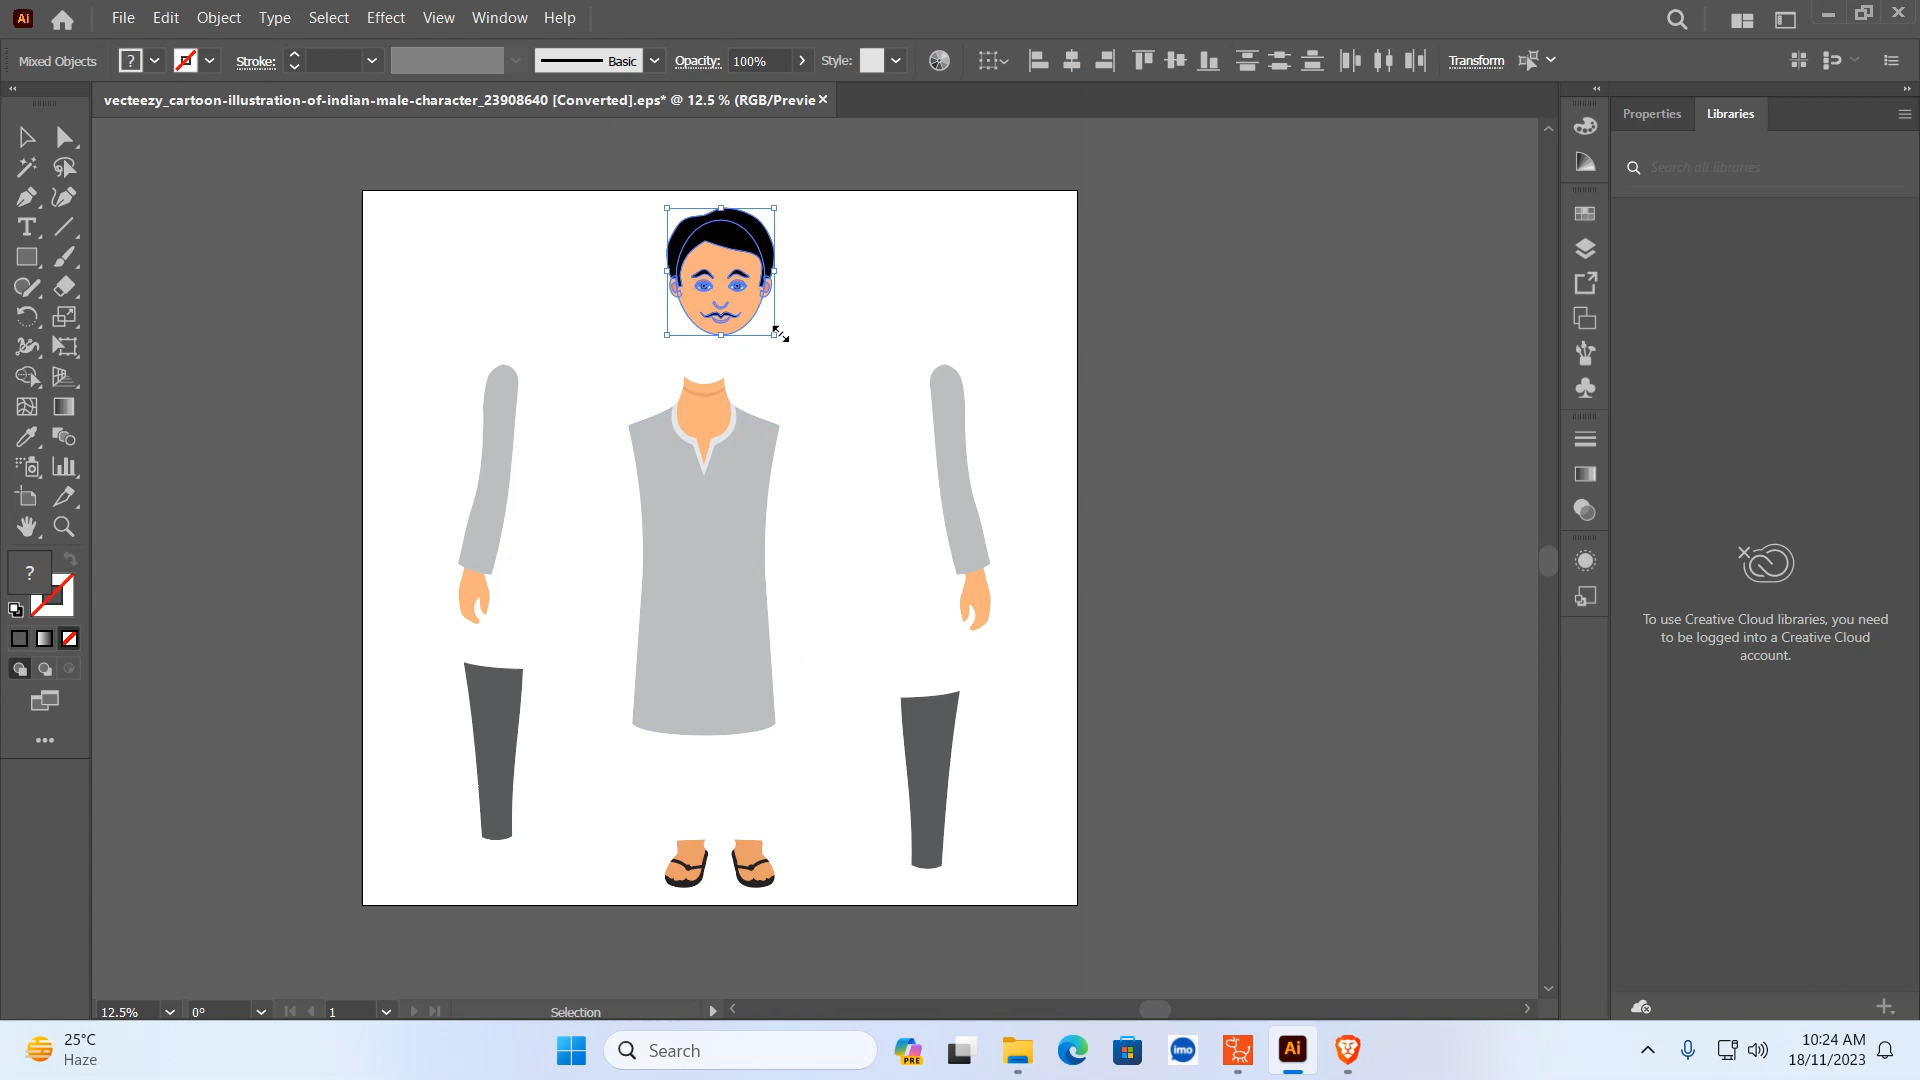 Ai File Edit Object Type Select Effect View Window Help
Mixed Objects ? Stroke: Basic Opacity: 100% Style: Transform
vecteezy_cartoon-illustration-of-indian-male-character_23908640 [Converted].eps* @ 12.5 % (RGB/Previe
Properties Libraries
Search all libraries
?
To use Creative Cloud libraries, you need
to be logged into a Creative Cloud
account.
12.5% 0° 1 Selection
25°C
Haze
Search
PRE
imo
Ai
10:24 AM
18/11/2023